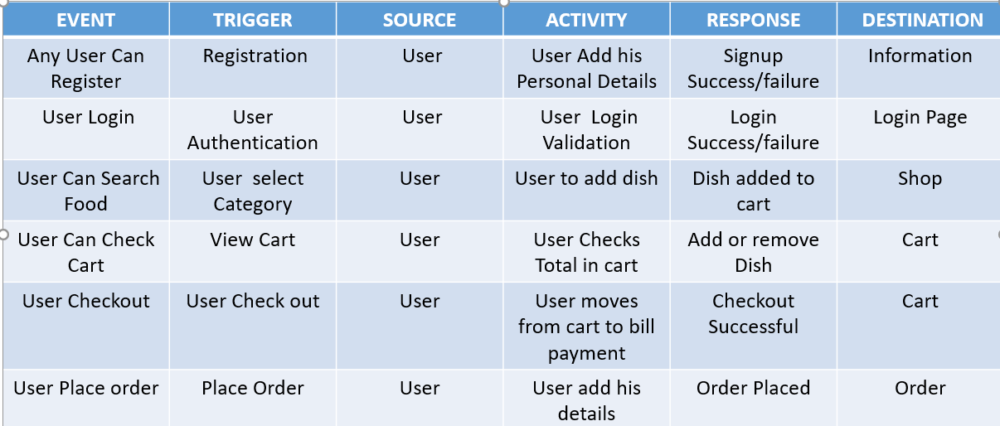 EVENT TRIGGER SOURCE ACTIVITY RESPONSE DESTINATION
Any User Can Registration User User Add his Signup Information
Register Personal Details Success/failure
User Login User User User  Login Login Login Page
Authentication Validation Success/failure
User Can Search User  select User User to add dish Dish added to Shop
Food Category cart
User Can Check View Cart User User Checks Add or remove Cart
Cart Total in cart Dish
User Checkout User Check out User User moves Checkout Cart
from cart to bill Successful
payment
User Place order Place Order User User add his Order Placed Order
details